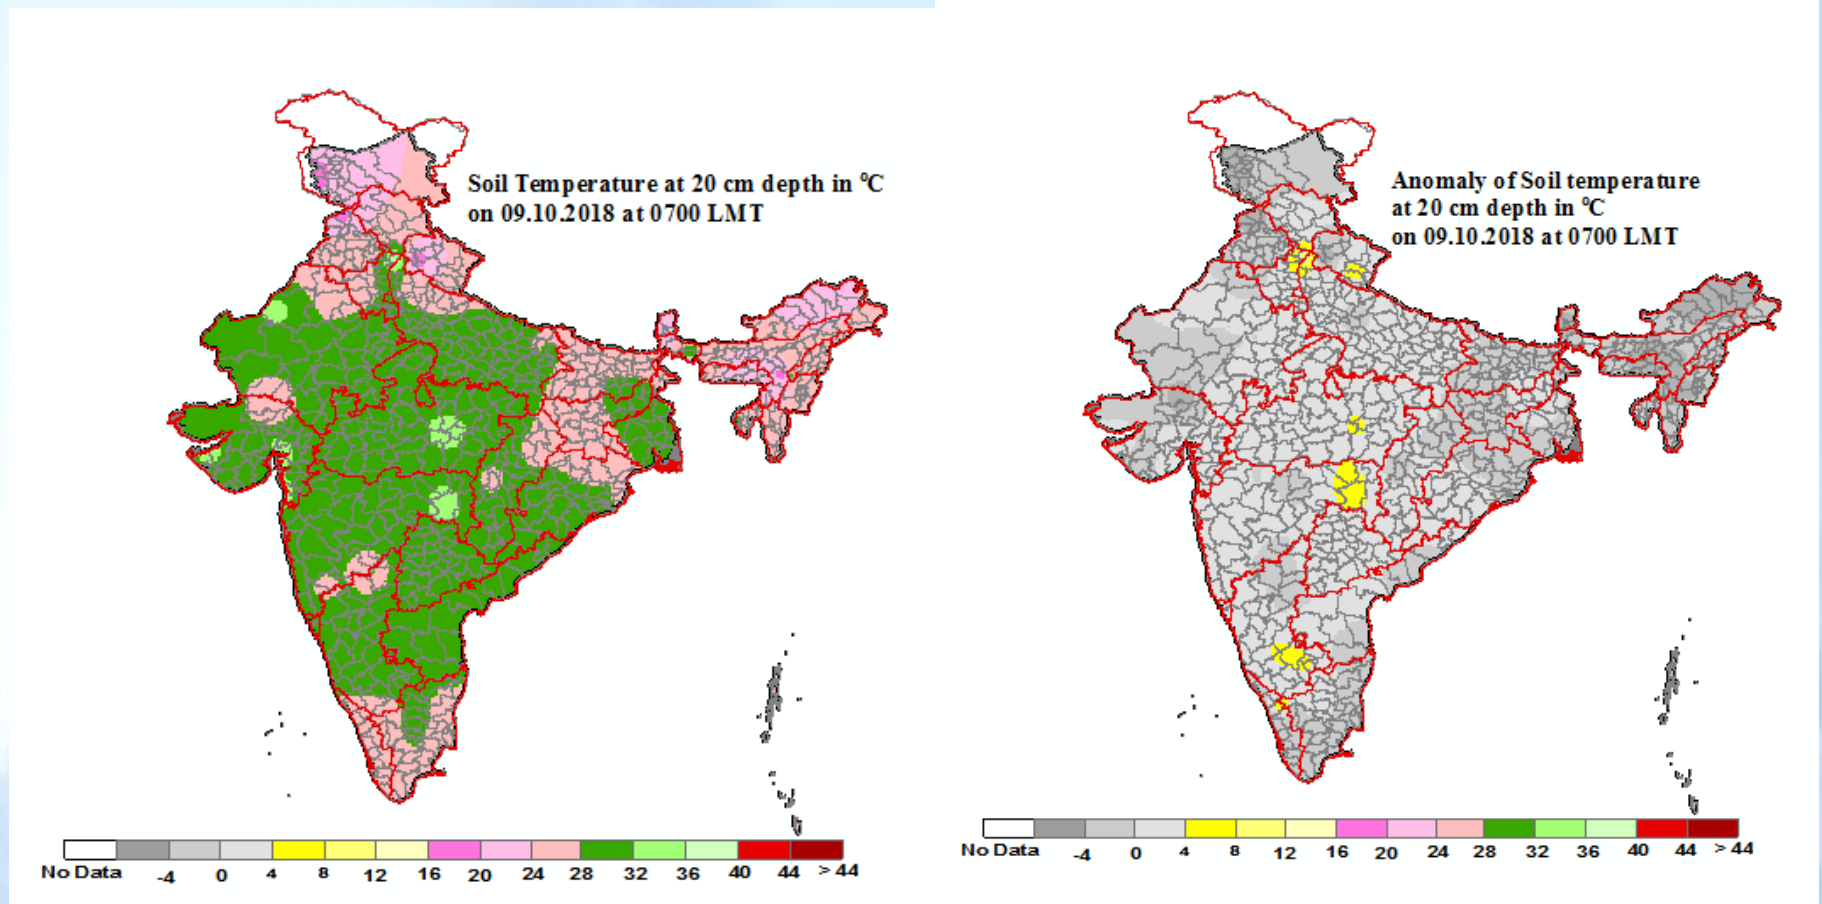 Soil Temperature at 20 cm depth in ⁰C
on 09.10.2018 at 0700 LMT
Anomaly of Soil temperature
at 20 cm depth in ⁰C
on 09.10.2018 at 0700 LMT
No Data -4 0 4 8 12 16 20 24 28 32 36 40 44 > 44
No Data -4 0 4 8 12 16 20 24 28 32 36 40 44 > 44